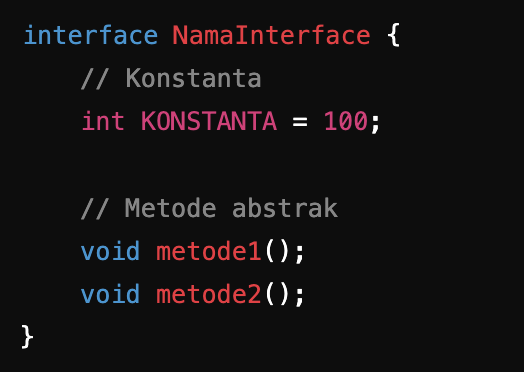 interface NamaInterface {
    // Konstanta
    int KONSTANTA = 100;

    // Metode abstrak
    void metode1();
    void metode2();
}